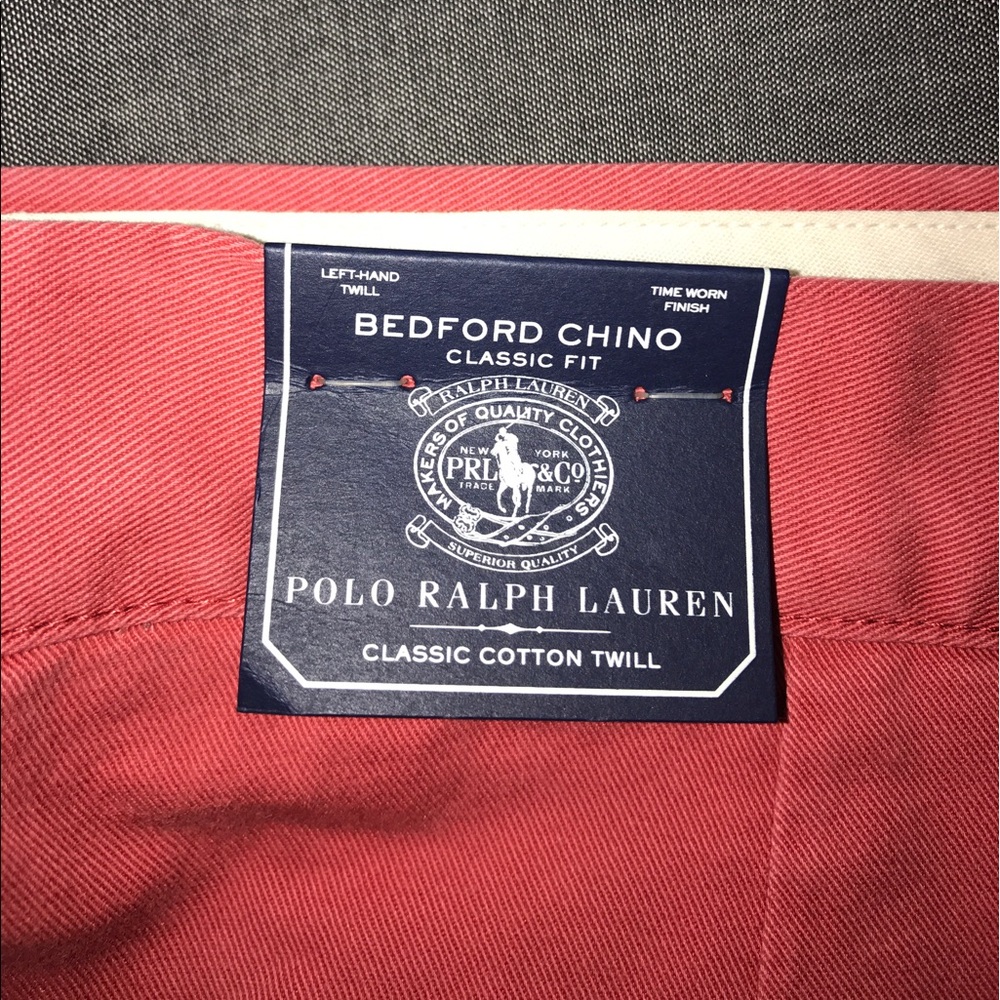 LEFT-HAND
TWILL
TIME WORN
FINISH
BEDFORD CHINO
CLASSIC FIT
RALPH LAUREN
MAKERS OF QUALITY CLOTHIERS
NEW YORK
PRL &CO
TRADE MARK
SUPERIOR QUALITY
POLO RALPH LAUREN
CLASSIC COTTON TWILL